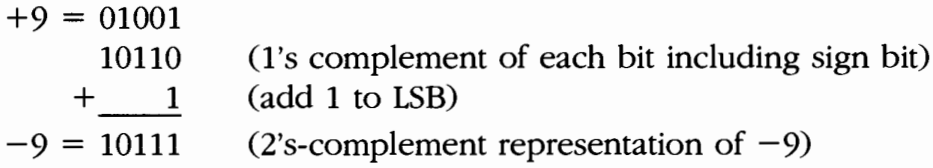 +9 = 01001
10110 (1's complement of each bit including sign bit)
+ 1 (add 1 to LSB)
−9 = 10111 (2's-complement representation of −9)